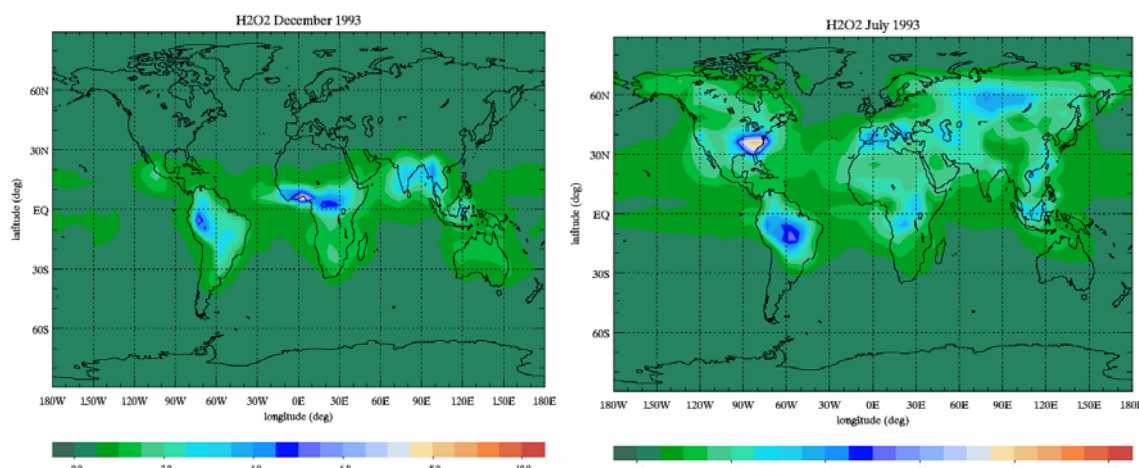 H2O2 December 1993
latitude (deg)
60N
30N
EQ
30S
60S
180W 150W 120W 90W 60W 30W 0E 30E 60E 90E 120E 150E 180E
longitude (deg)
H2O2 July 1993
latitude (deg)
60N
30N
EQ
30S
60S
180W 150W 120W 90W 60W 30W 0E 30E 60E 90E 120E 150E 180E
longitude (deg)